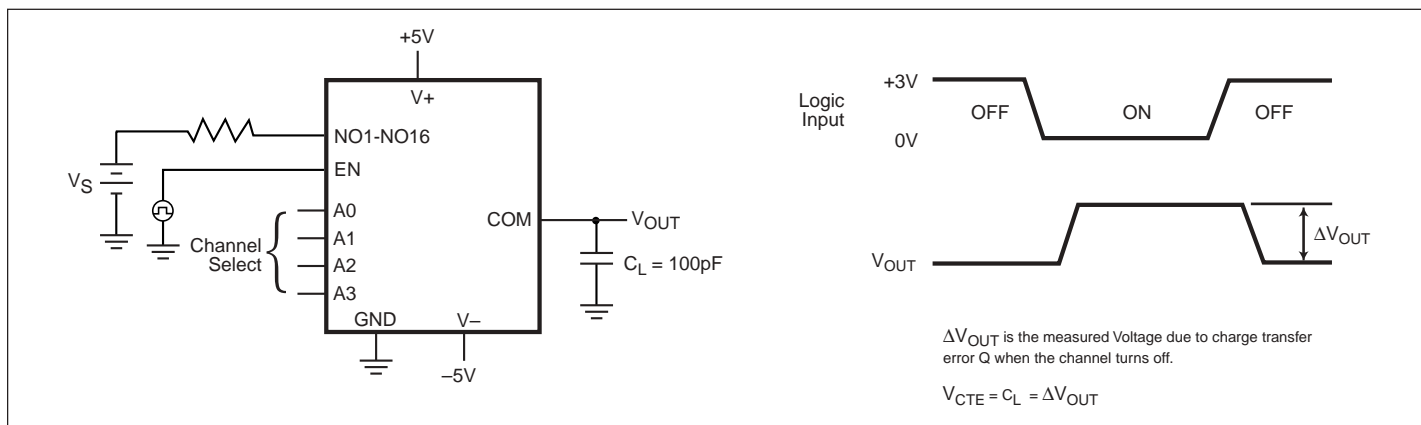 +5V
V+
NO1-NO16
EN
VS
A0
A1
A2
A3
Channel
Select
COM
VOUT
CL = 100pF
GND
V–
–5V
Logic
Input
+3V
0V
OFF
ON
OFF
VOUT
ΔVOUT
ΔVOUT is the measured Voltage due to charge transfer
error Q when the channel turns off.
VCTE = CL = ΔVOUT